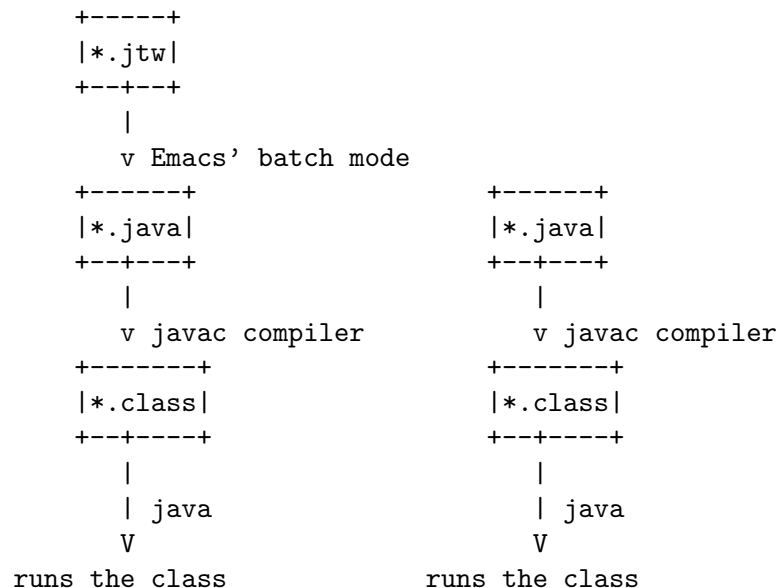 +-----+
|*.jtw|
+--+--+
|
v Emacs' batch mode
+------+ +------+
|*.java| |*.java|
+--+---+ +--+---+
| |
v javac compiler v javac compiler
+-------+ +-------+
|*.class| |*.class|
+--+----+ +--+----+
| |
| java | java
V V
runs the class runs the class